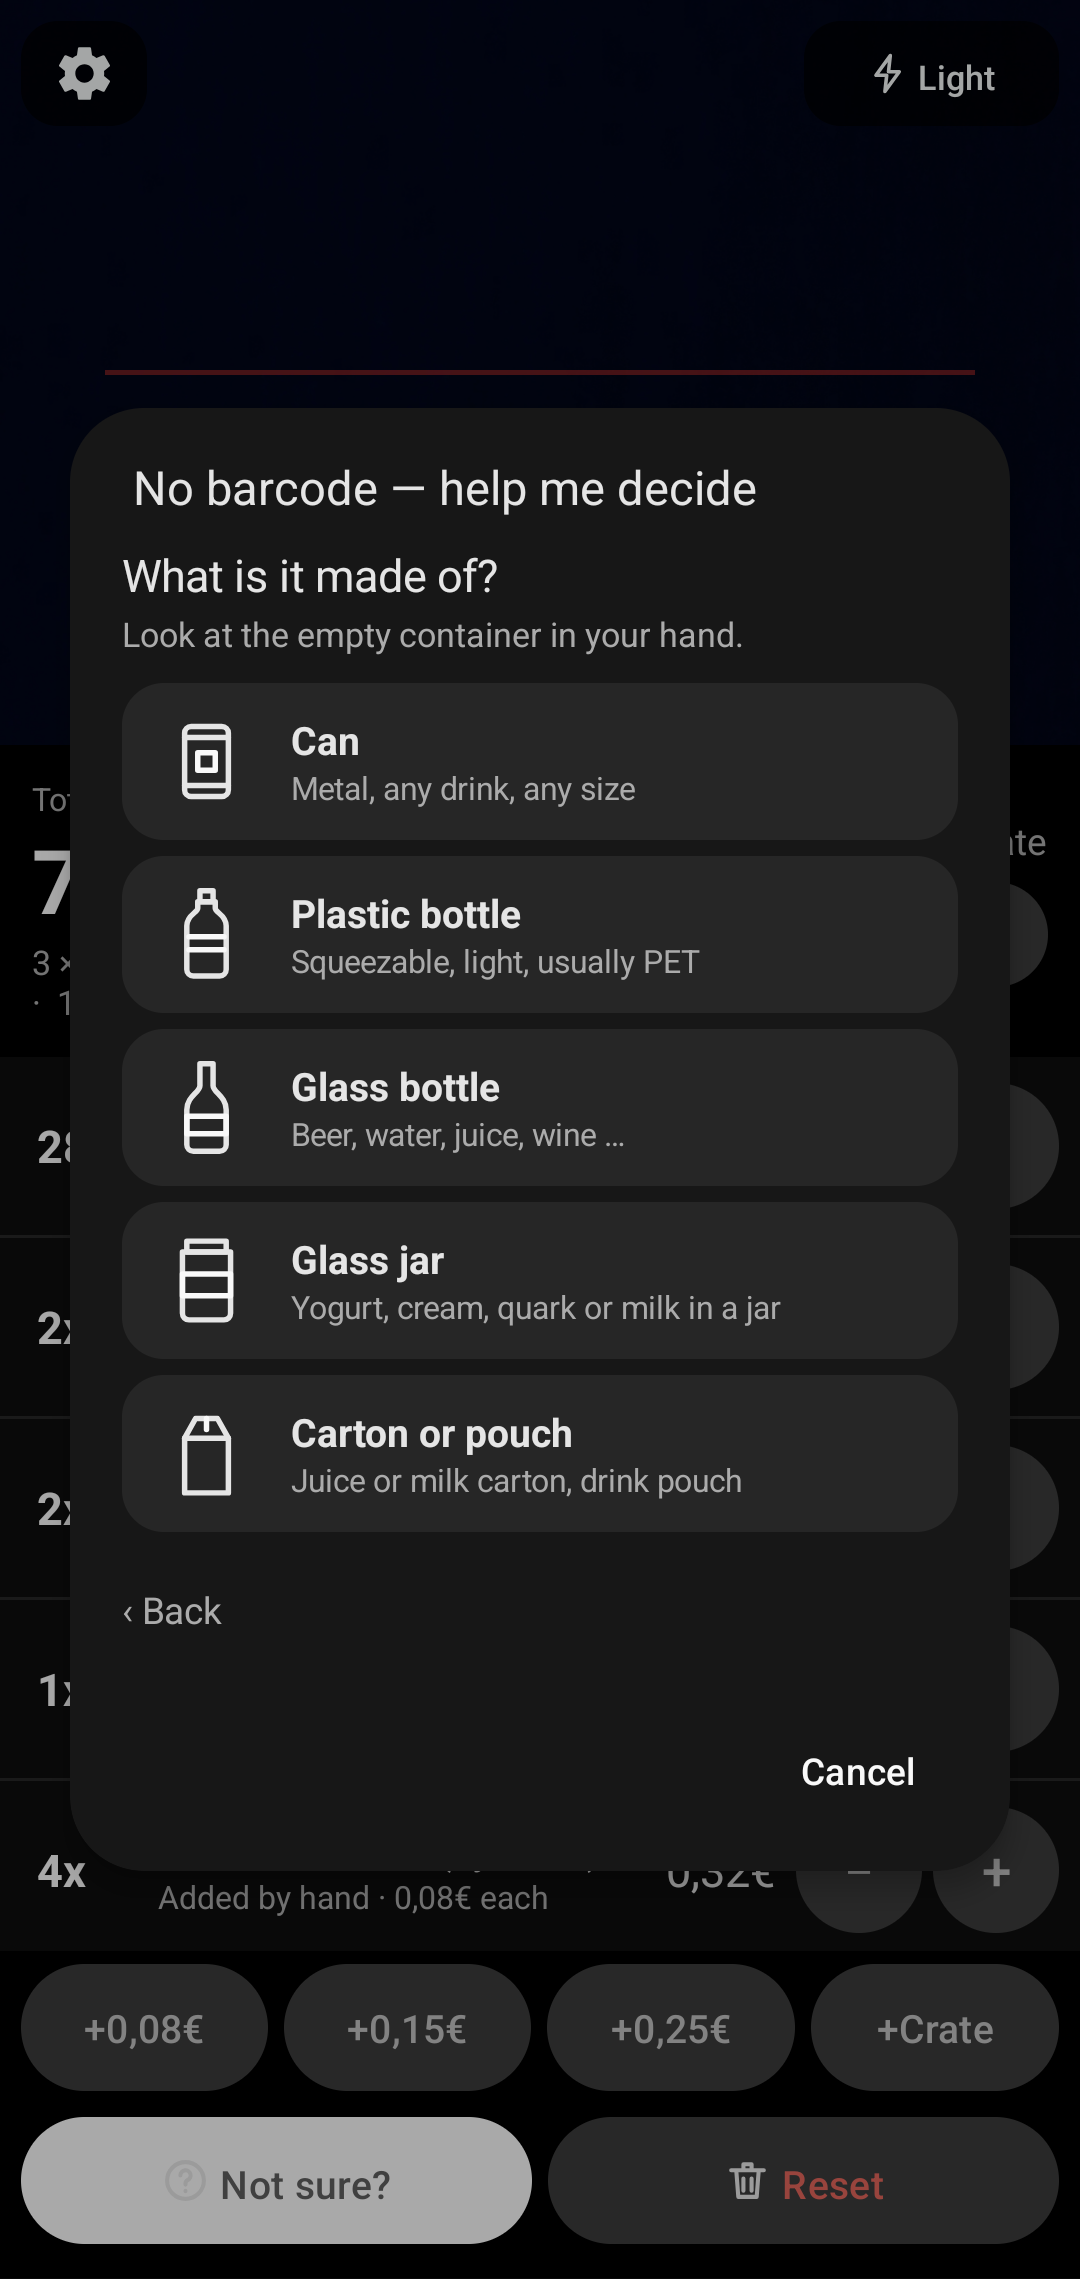 Light
No barcode — help me decide
What is it made of?
Look at the empty container in your hand.
Can
Metal, any drink, any size
Plastic bottle
Squeezable, light, usually PET
Glass bottle
Beer, water, juice, wine ...
Glass jar
Yogurt, cream, quark or milk in a jar
Carton or pouch
Juice or milk carton, drink pouch
‹ Back
Cancel
4x
0,32€
− +
Added by hand · 0,08€ each
+0,08€ +0,15€ +0,25€ +Crate
Not sure? Reset